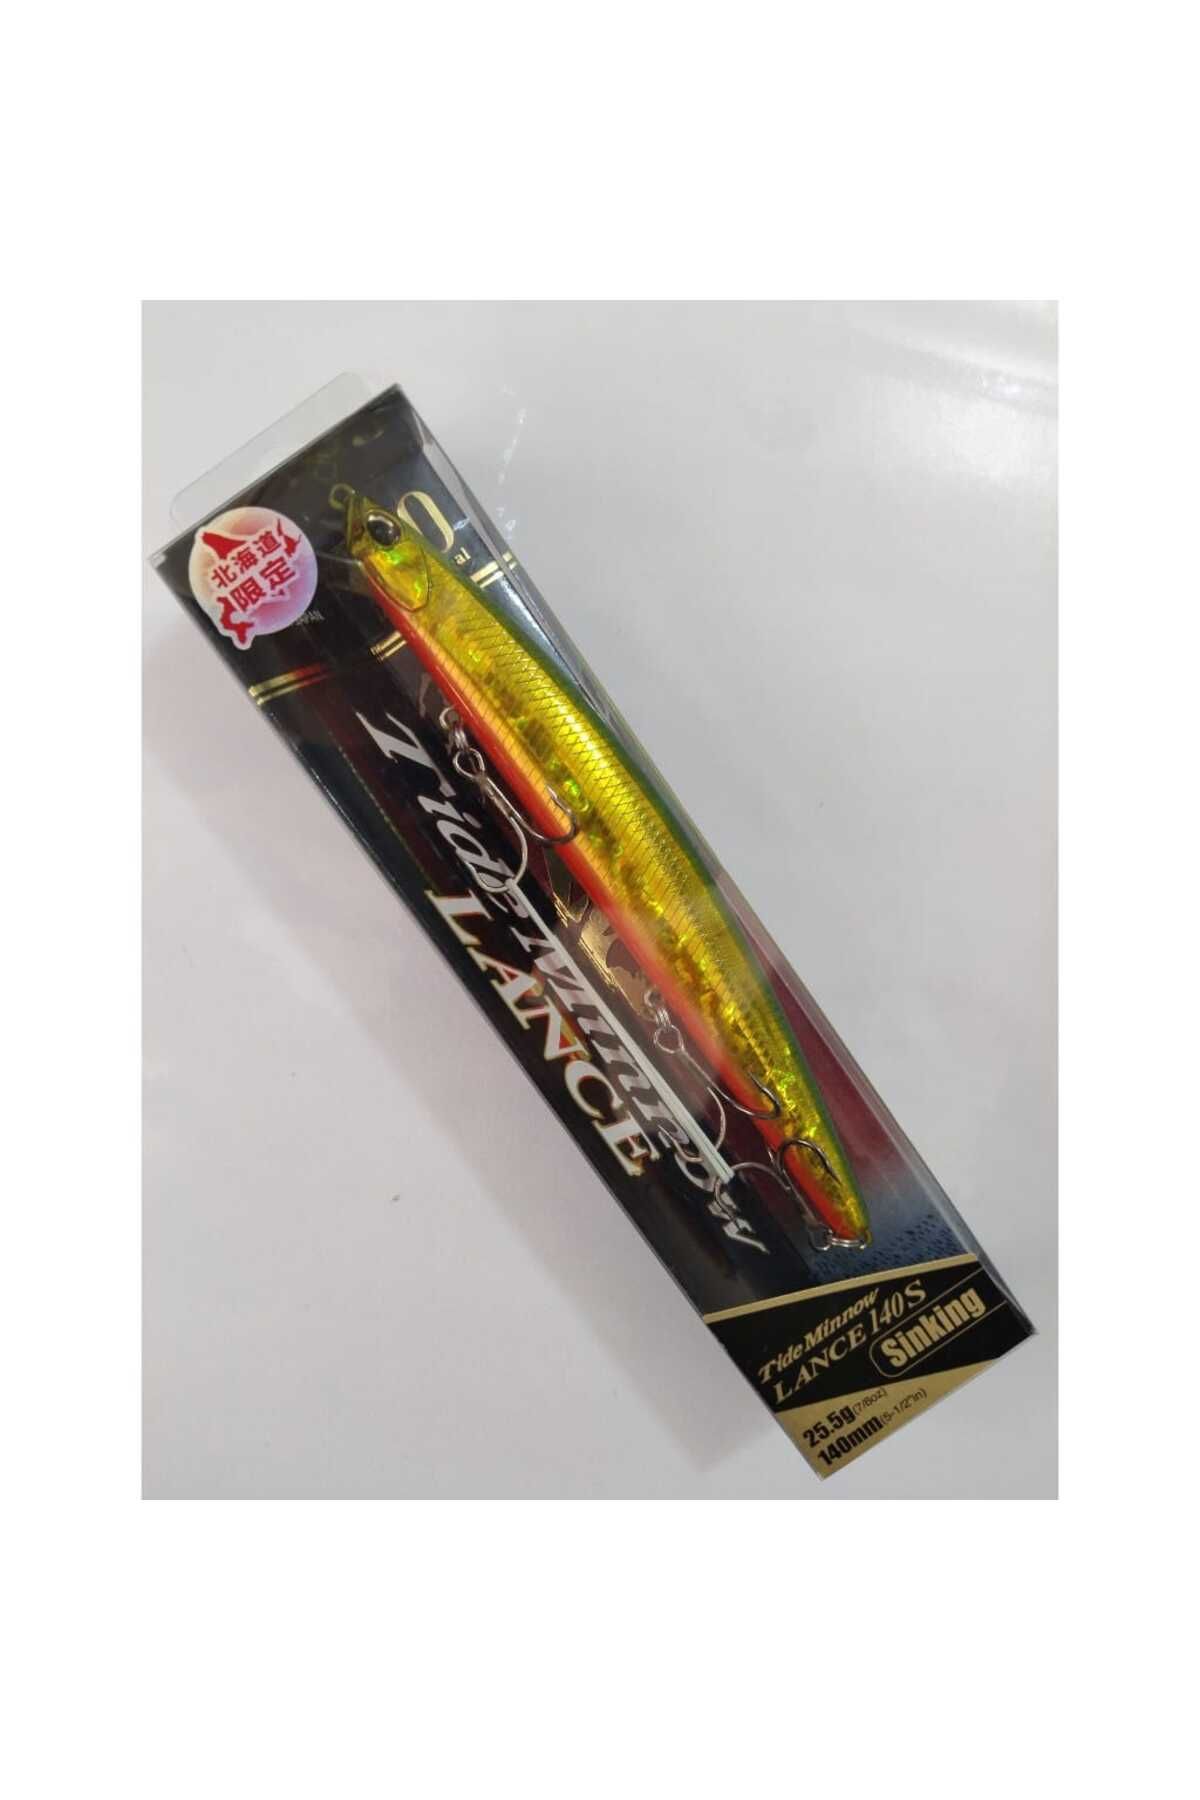 北海道
限定
JAPAN
Tide Minnow
LANCE
Tide Minnow
LANCE 140S
Sinking
25.5g(7/8oz)
140mm(5-1/2"in)